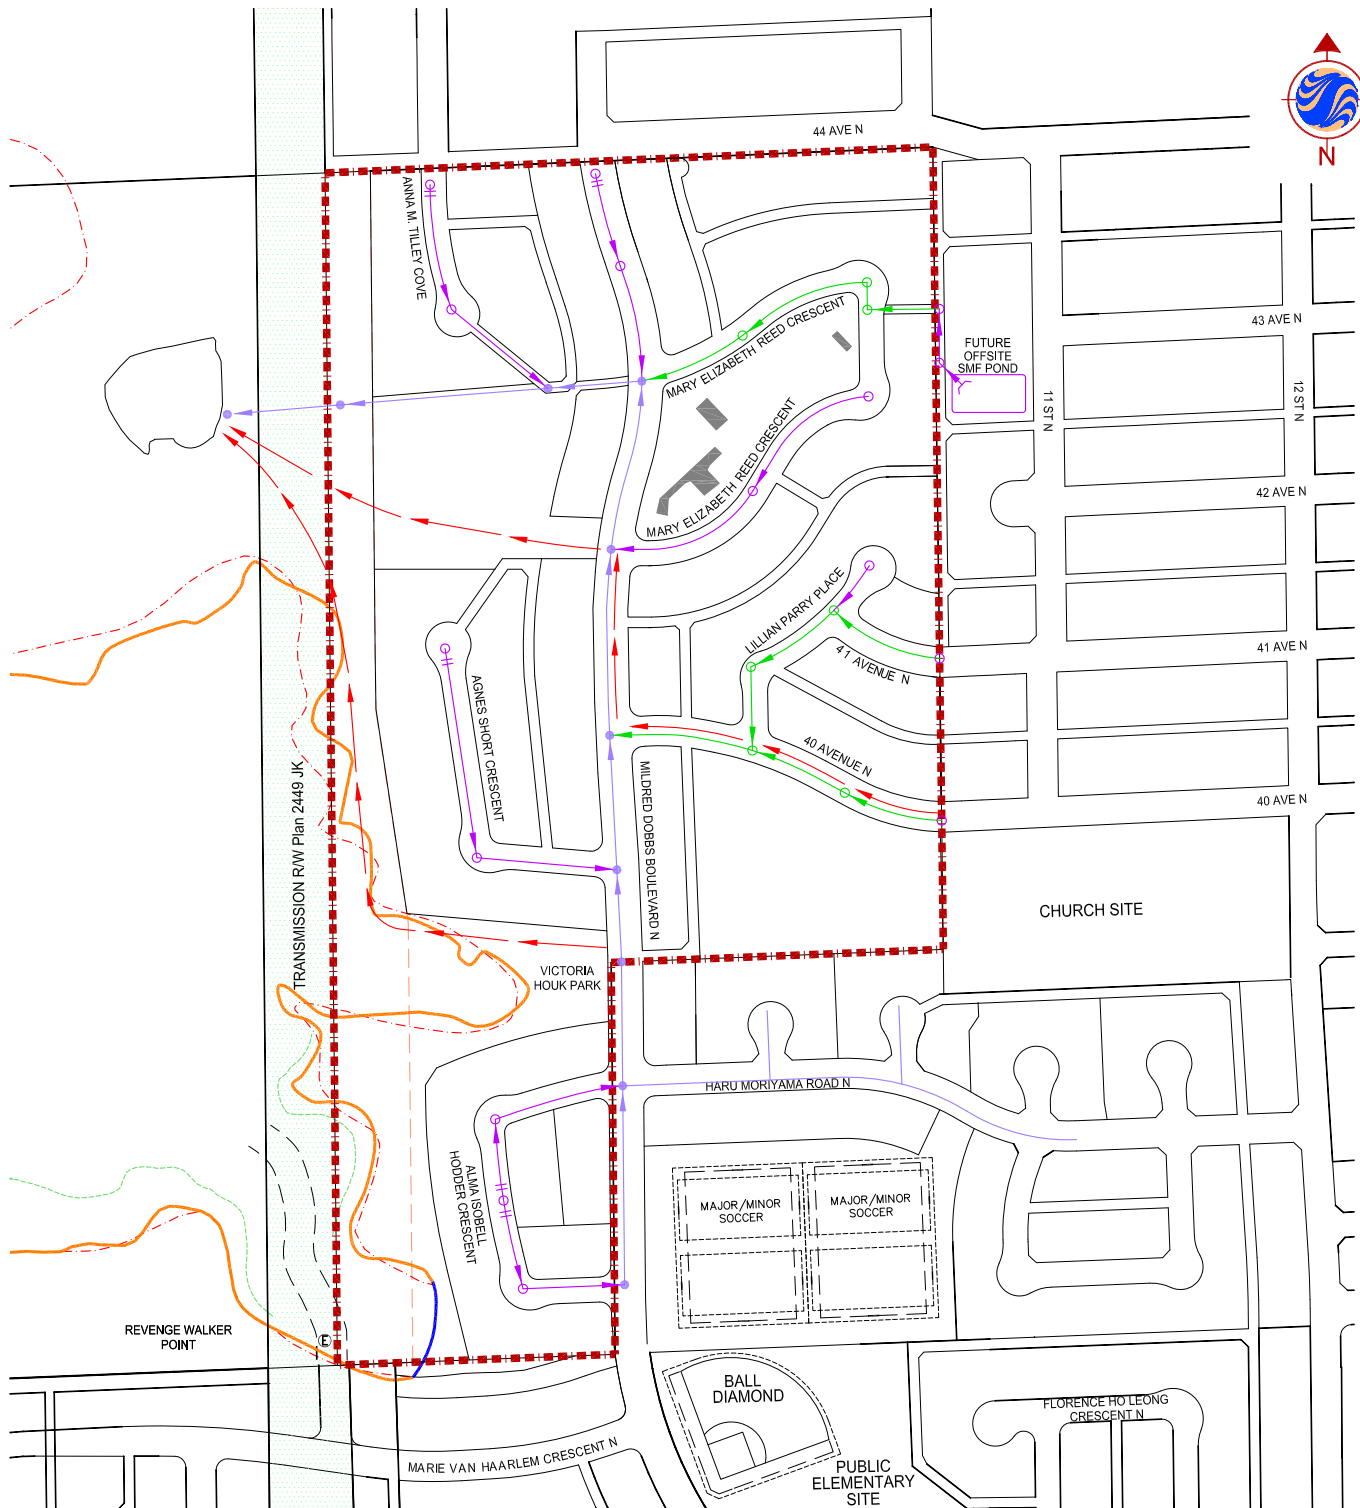 44 AVE N
N
ANNA M. TILLEY COVE
MARY ELIZABETH REED CRESCENT
FUTURE
OFFSITE
SMF POND
43 AVE N
11 ST N
12 ST N
MARY ELIZABETH REED CRESCENT
42 AVE N
LILLIAN PARRY PLACE
41 AVENUE N
41 AVE N
AGNES SHORT CRESCENT
40 AVENUE N
MILDRED DOBBS BOULEVARD N
40 AVE N
TRANSMISSION R/W Plan 2449 JK
CHURCH SITE
VICTORIA
HOUK PARK
HARU MORIYAMA ROAD N
ALMA ISOBELL
HODDER CRESCENT
MAJOR/MINOR
SOCCER
MAJOR/MINOR
SOCCER
REVENGE WALKER
POINT
E
BALL
DIAMOND
FLORENCE HO LEONG
CRESCENT N
MARIE VAN HAARLEM CRESCENT N
PUBLIC
ELEMENTARY
SITE